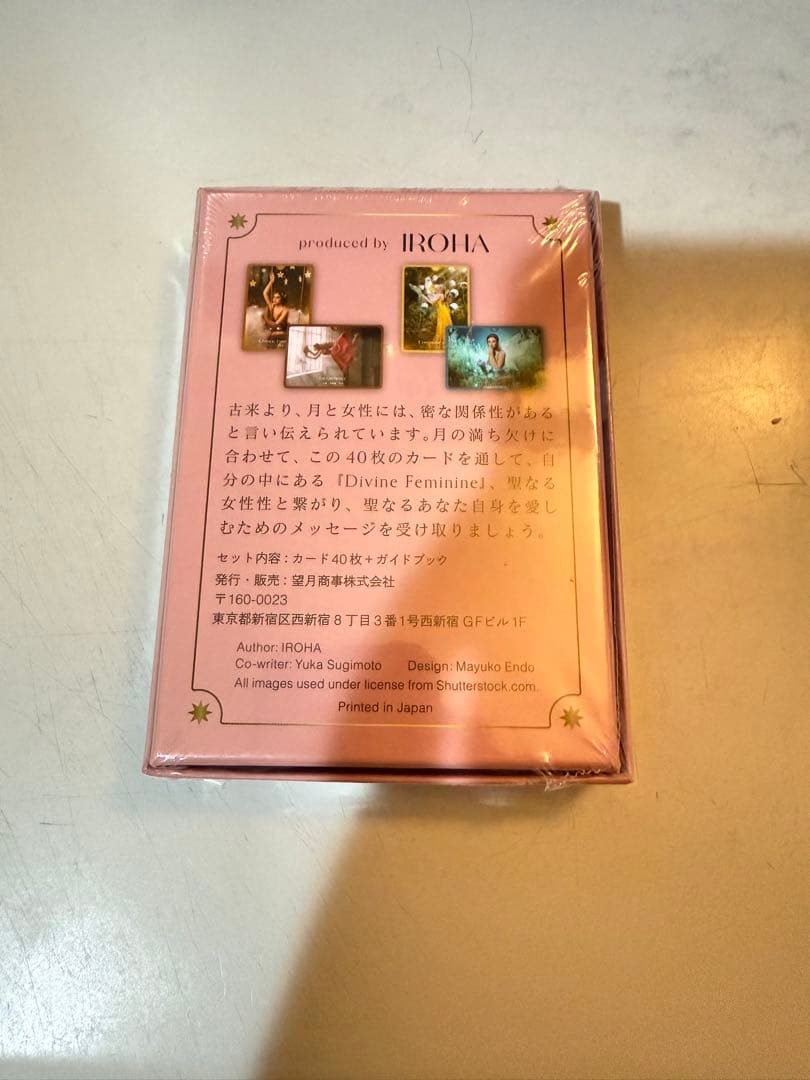 produced by IROHA
古来より、月と女性には、密な関係性がある
と言い伝えられています。月の満ち欠けに
合わせて、この40枚のカードを通して、自
分の中にある『Divine Feminine』、聖なる
女性性と繋がり、聖なるあなた自身を愛し
むためのメッセージを受け取りましょう。
セット内容：カード40枚＋ガイドブック
発行・販売：望月商事株式会社
〒160-0023
東京都新宿区西新宿8丁目3番1号西新宿GFビル1F
Author: IROHA
Co-writer: Yuka Sugimoto Design: Mayuko Endo
All images used under license from Shutterstock.com.
Printed in Japan